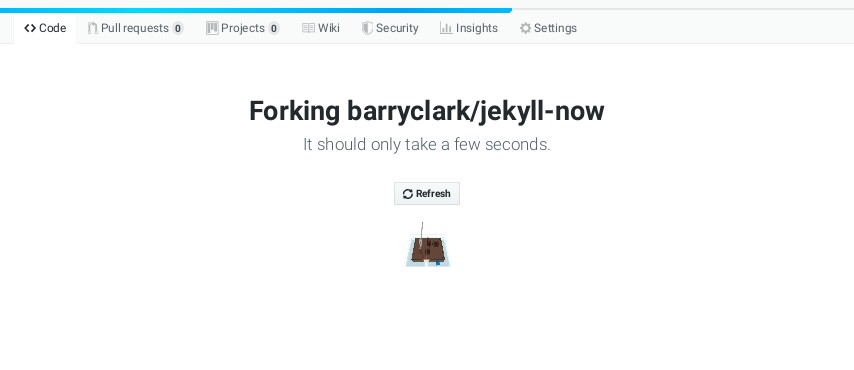 Code Pull requests 0 Projects 0 Wiki Security Insights Settings
Forking barryclark/jekyll-now
It should only take a few seconds.
Refresh